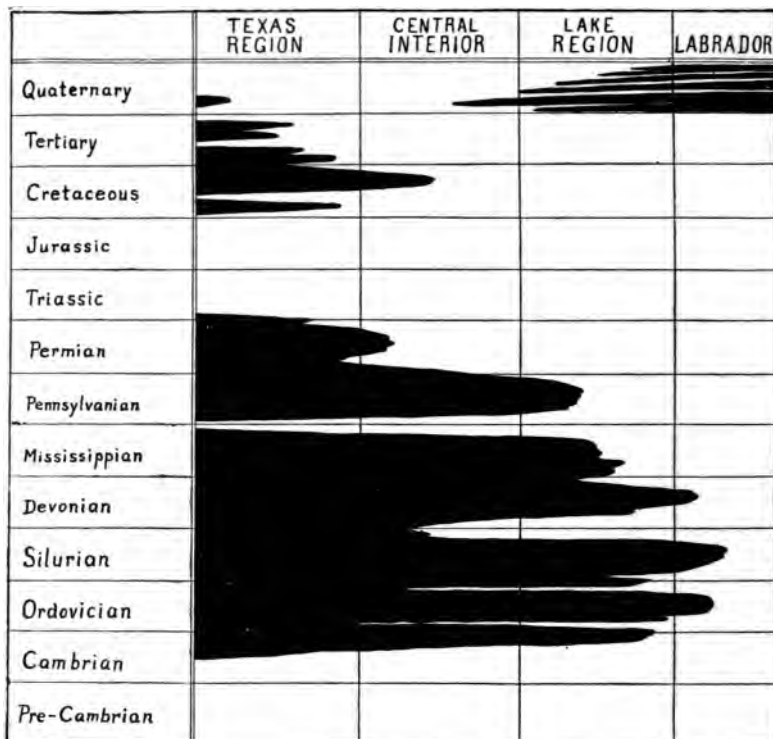 TEXAS REGION
CENTRAL INTERIOR
LAKE REGION
LABRADOR
Quaternary
Tertiary
Cretaceous
Jurassic
Triassic
Permian
Pennsylvanian
Mississippian
Devonian
Silurian
Ordovician
Cambrian
Pre-Cambrian